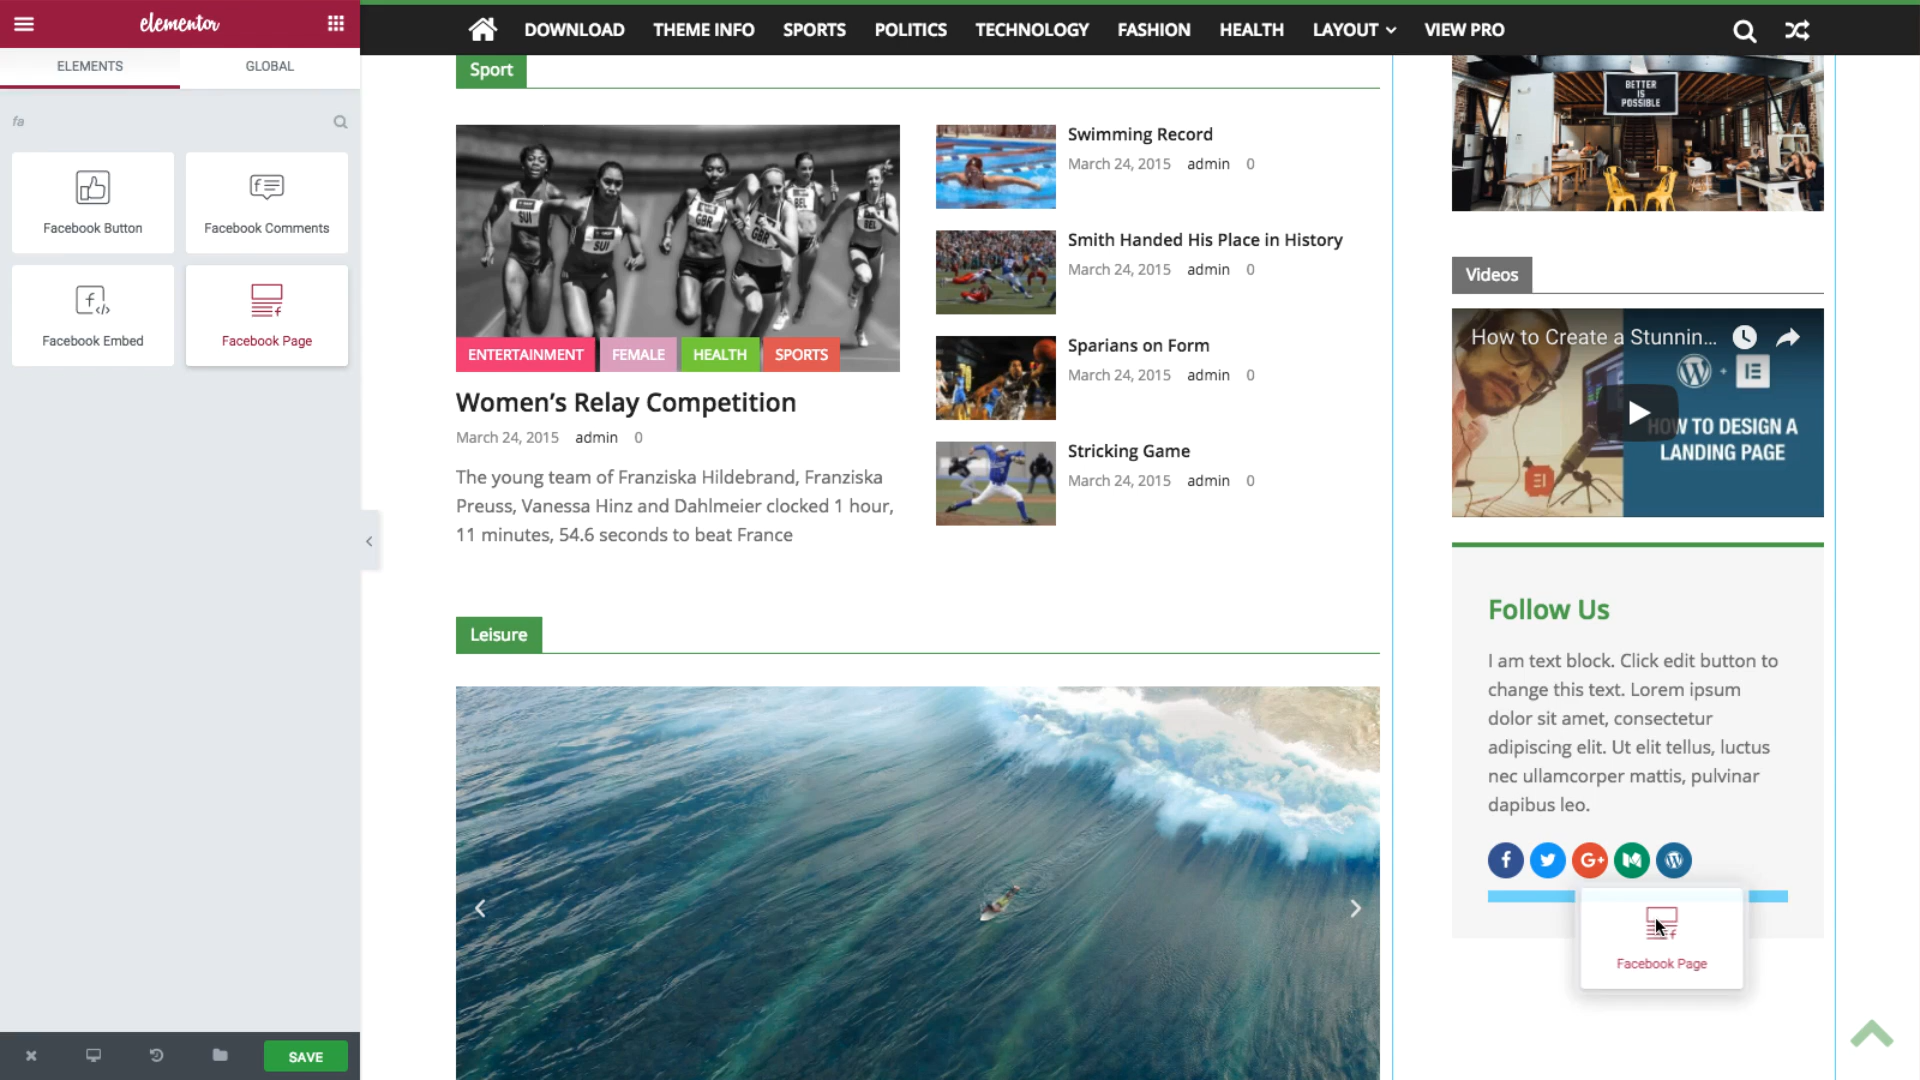 elementor
ELEMENTS
GLOBAL
fa
Facebook Button
Facebook Comments
Facebook Embed
Facebook Page
SAVE
DOWNLOAD THEME INFO SPORTS POLITICS TECHNOLOGY FASHION HEALTH LAYOUT VIEW PRO
Sport
SUI
SUI
GBR
GBR
BEL
BEL
ENTERTAINMENT FEMALE HEALTH SPORTS
Women’s Relay Competition
March 24, 2015 admin 0
The young team of Franziska Hildebrand, Franziska
Preuss, Vanessa Hinz and Dahlmeier clocked 1 hour,
11 minutes, 54.6 seconds to beat France
Swimming Record
March 24, 2015 admin 0
Smith Handed His Place in History
March 24, 2015 admin 0
Sparians on Form
March 24, 2015 admin 0
Stricking Game
March 24, 2015 admin 0
Leisure
BETTER
IS
POSSIBLE
Videos
How to Create a Stunnin...
HOW TO DESIGN A
LANDING PAGE
Follow Us
I am text block. Click edit button to
change this text. Lorem ipsum
dolor sit amet, consectetur
adipiscing elit. Ut elit tellus, luctus
nec ullamcorper mattis, pulvinar
dapibus leo.
Facebook Page